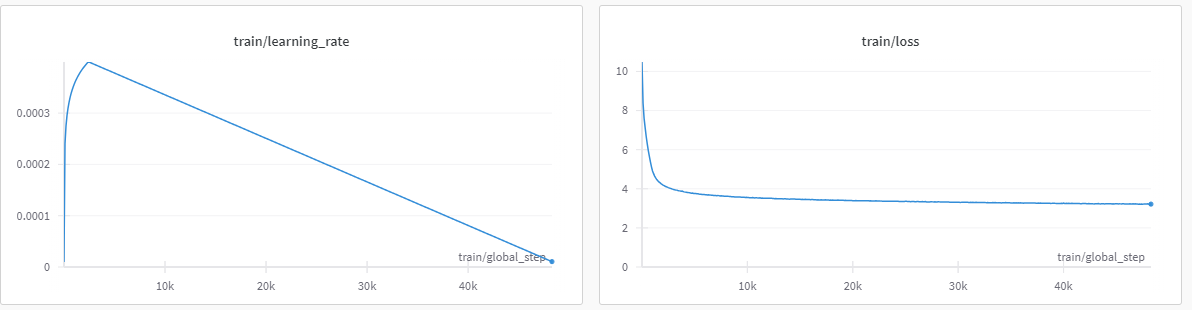 train/learning_rate
0.0003
0.0002
0.0001
0
train/global_step
10k 20k 30k 40k
train/loss
10
8
6
4
2
0
train/global_step
10k 20k 30k 40k